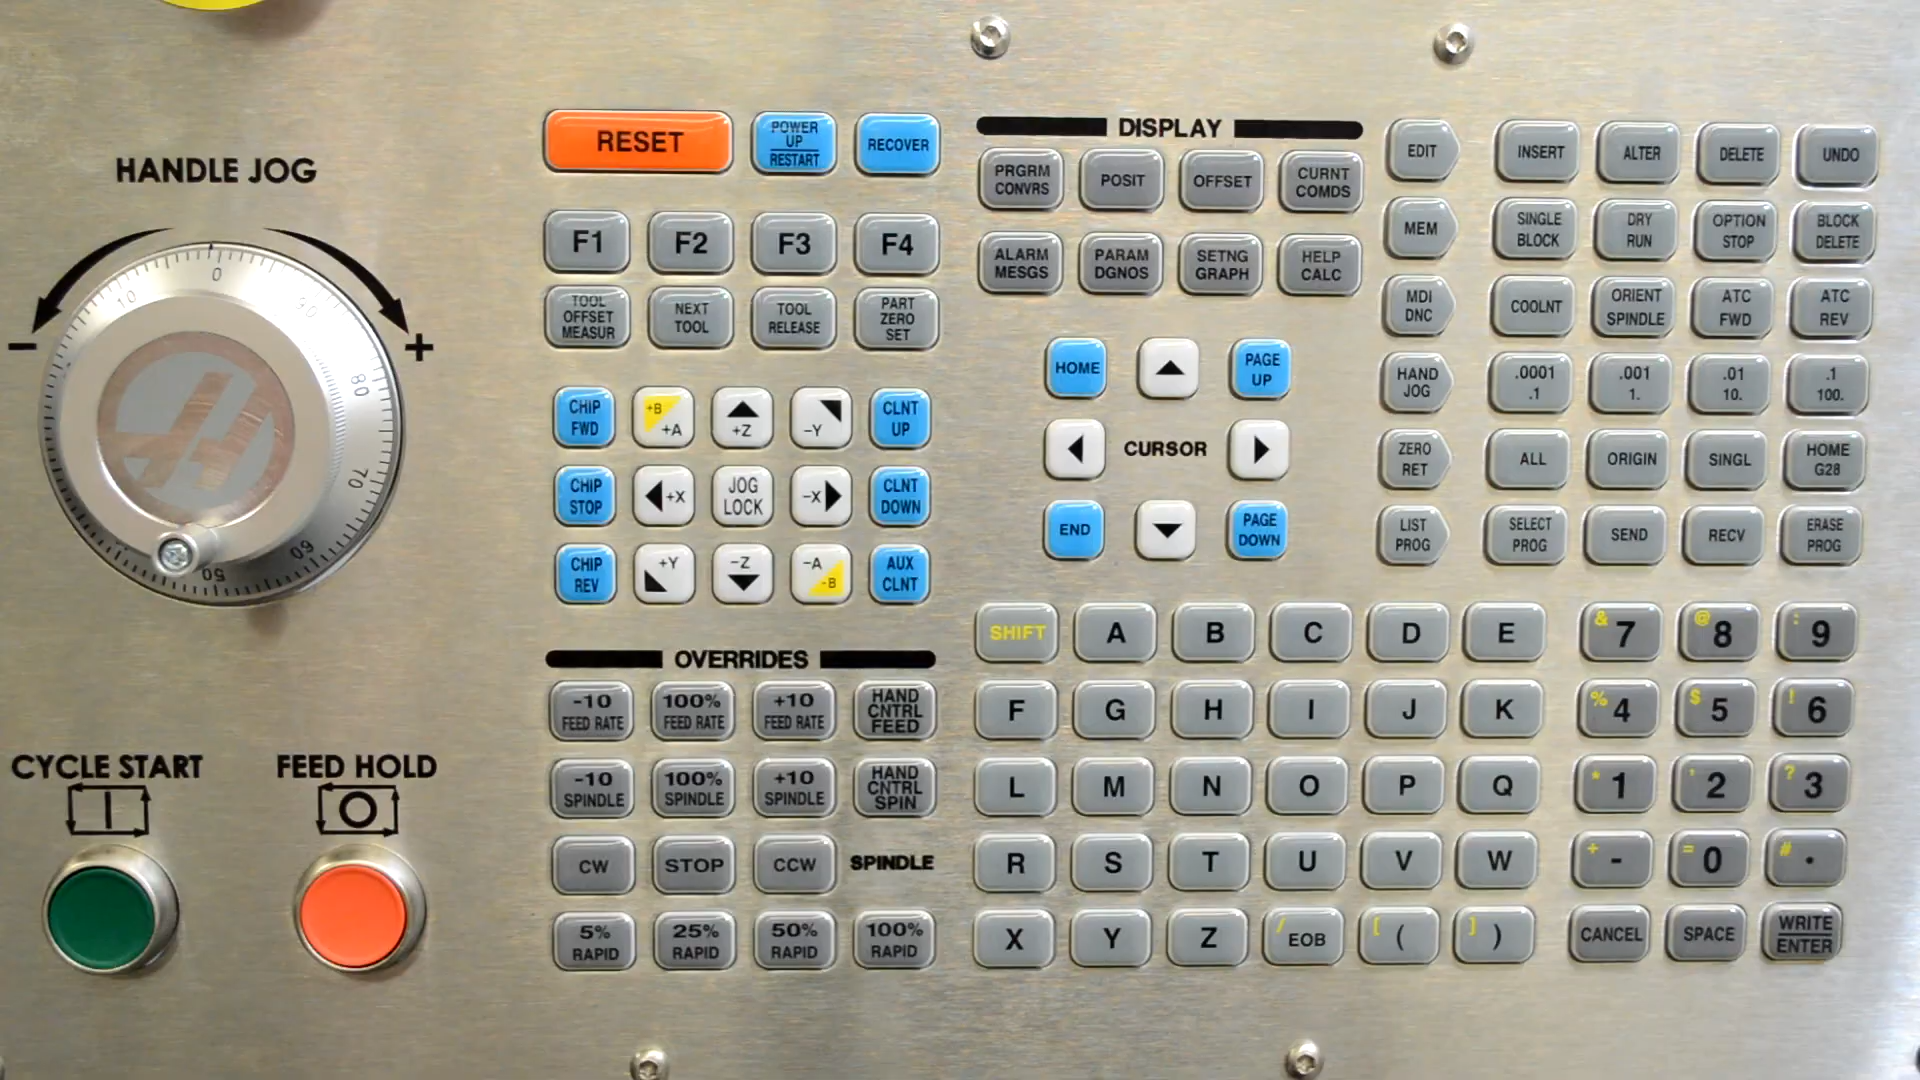 HANDLE JOG
-
+
0
10
90
80
70
60
50
CYCLE START
FEED HOLD
RESET
POWER
UP
RESTART
RECOVER
F1
F2
F3
F4
TOOL
OFFSET
MEASUR
NEXT
TOOL
TOOL
RELEASE
PART
ZERO
SET
CHIP
FWD
+B
+A
+Z
-Y
CLNT
UP
CHIP
STOP
+X
JOG
LOCK
-X
CLNT
DOWN
CHIP
REV
+Y
-Z
-A
-B
AUX
CLNT
OVERRIDES
-10
FEED RATE
100%
FEED RATE
+10
FEED RATE
HAND
CNTRL
FEED
-10
SPINDLE
100%
SPINDLE
+10
SPINDLE
HAND
CNTRL
SPIN
CW
STOP
CCW
SPINDLE
5%
RAPID
25%
RAPID
50%
RAPID
100%
RAPID
DISPLAY
PRGRM
CONVRS
POSIT
OFFSET
CURNT
COMDS
ALARM
MESGS
PARAM
DGNOS
SETNG
GRAPH
HELP
CALC
HOME
PAGE
UP
CURSOR
END
PAGE
DOWN
EDIT
INSERT
ALTER
DELETE
UNDO
MEM
SINGLE
BLOCK
DRY
RUN
OPTION
STOP
BLOCK
DELETE
MDI
DNC
COOLNT
ORIENT
SPINDLE
ATC
FWD
ATC
REV
HAND
JOG
.0001
.1
.001
1.
.01
10.
.1
100.
ZERO
RET
ALL
ORIGIN
SINGL
HOME
G28
LIST
PROG
SELECT
PROG
SEND
RECV
ERASE
PROG
SHIFT
A
B
C
D
E
F
G
H
I
J
K
L
M
N
O
P
Q
R
S
T
U
V
W
X
Y
Z
/ EOB
[ (
] )
& 7
@ 8
: 9
% 4
$ 5
! 6
* 1
' 2
? 3
+ -
= 0
# .
CANCEL
SPACE
WRITE
ENTER